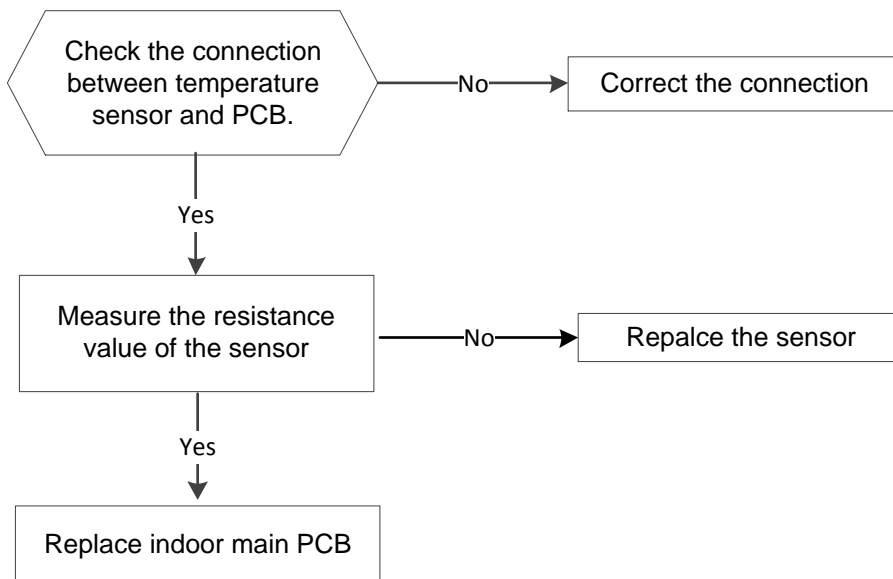 Check the connection
between temperature
sensor and PCB.
No
Correct the connection
Yes
Measure the resistance
value of the sensor
No
Repalce the sensor
Yes
Replace indoor main PCB